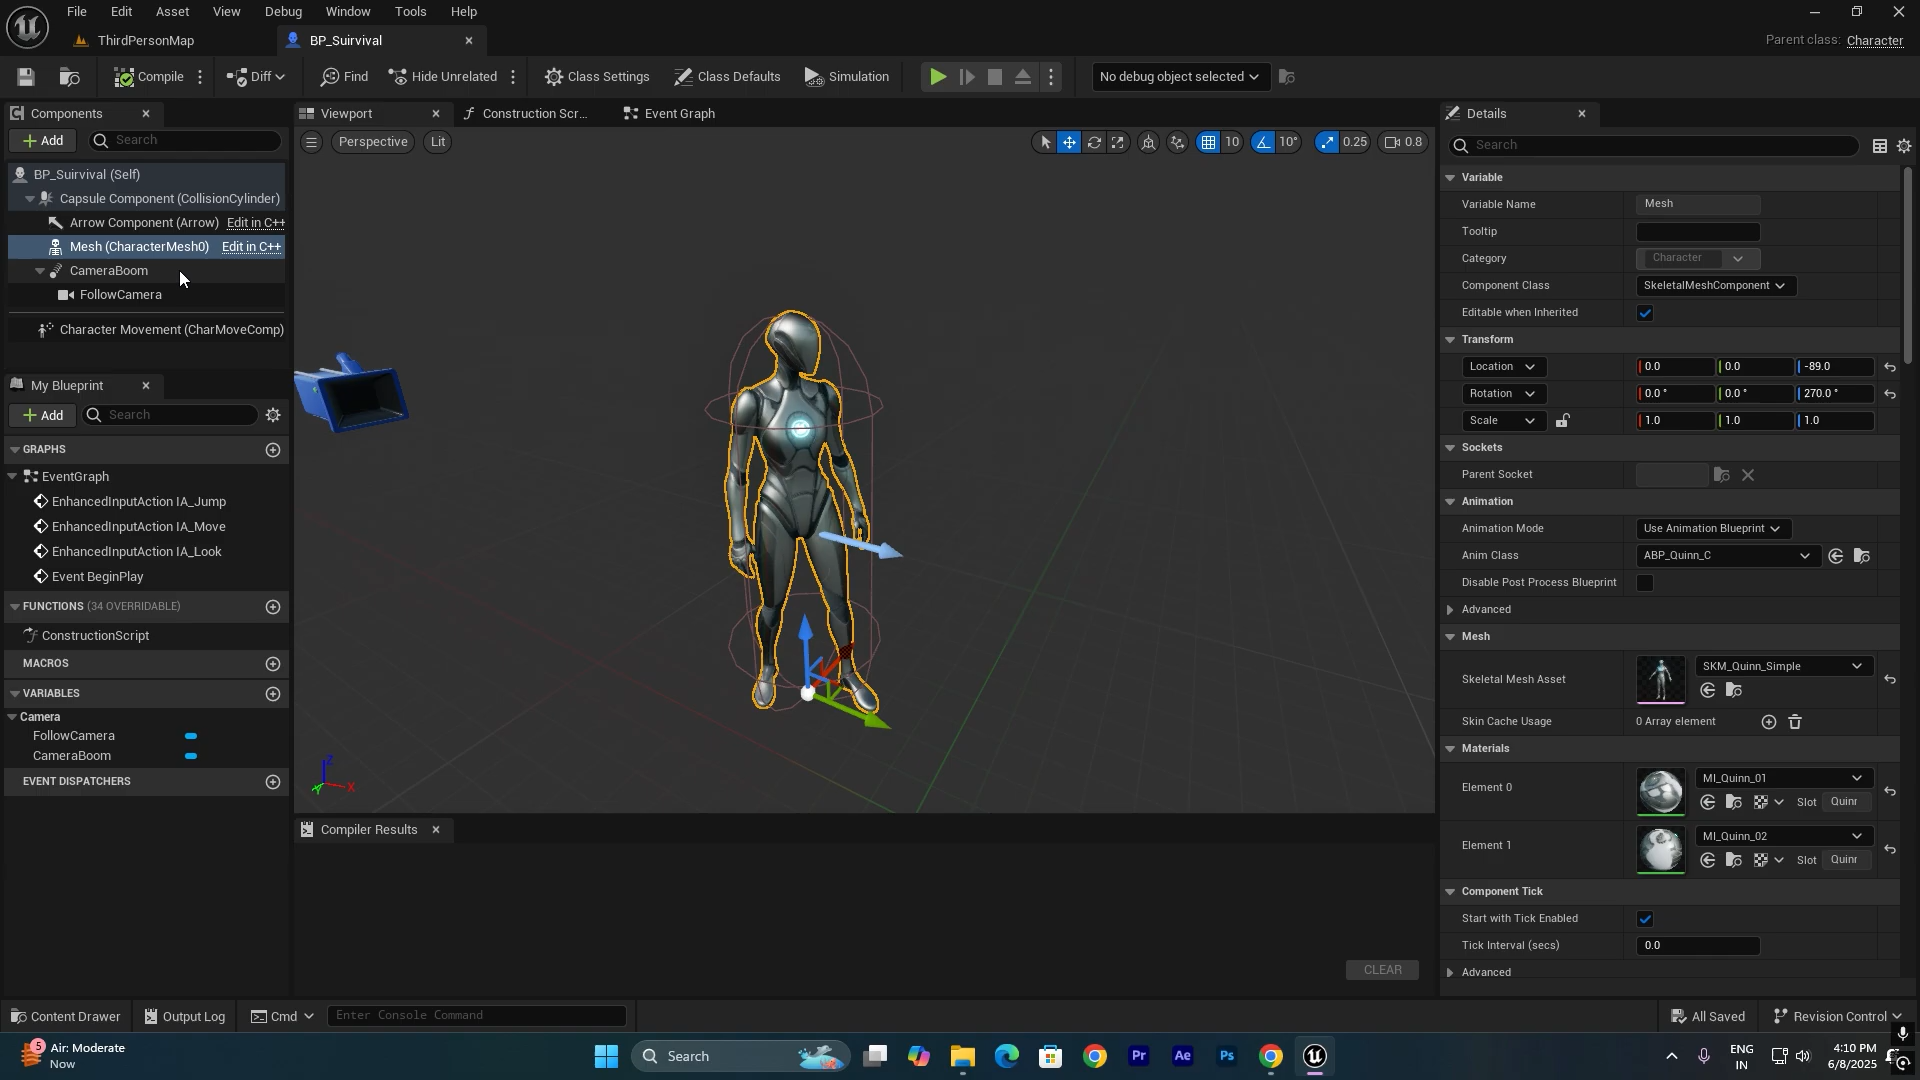 File Edit Asset View Debug Window Tools Help
ThirdPersonMap BP_Suirvival Parent class: Character
Compile Diff Find Hide Unrelated Class Settings Class Defaults Simulation No debug object selected
Components Viewport Construction Scr... Event Graph Details
Add Search Perspective Lit 10 10° 0.25 0.8 Search
BP_Suirvival (Self)
Capsule Component (CollisionCylinder)
Arrow Component (Arrow) Edit in C++
Mesh (CharacterMesh0) Edit in C++
CameraBoom
FollowCamera
Character Movement (CharMoveComp)
My Blueprint
Add Search
GRAPHS
EventGraph
EnhancedInputAction IA_Jump
EnhancedInputAction IA_Move
EnhancedInputAction IA_Look
Event BeginPlay
FUNCTIONS (34 OVERRIDABLE)
ConstructionScript
MACROS
VARIABLES
Camera
FollowCamera
CameraBoom
EVENT DISPATCHERS
Z
X
Y
Compiler Results
CLEAR
Variable
Variable Name Mesh
Tooltip
Category Character
Component Class SkeletalMeshComponent
Editable when Inherited
Transform
Location 0.0 0.0 -89.0
Rotation 0.0 ° 0.0 ° 270.0 °
Scale 1.0 1.0 1.0
Sockets
Parent Socket
Animation
Animation Mode Use Animation Blueprint
Anim Class ABP_Quinn_C
Disable Post Process Blueprint
Advanced
Mesh
Skeletal Mesh Asset SKM_Quinn_Simple
Skin Cache Usage 0 Array element
Materials
Element 0 MI_Quinn_01
Slot Quinr
Element 1 MI_Quinn_02
Slot Quinr
Component Tick
Start with Tick Enabled
Tick Interval (secs) 0.0
Advanced
Content Drawer Output Log Cmd Enter Console Command All Saved Revision Control
5 Air: Moderate
Now
Search Pr Ae Ps
ENG
IN
4:10 PM
6/8/2025